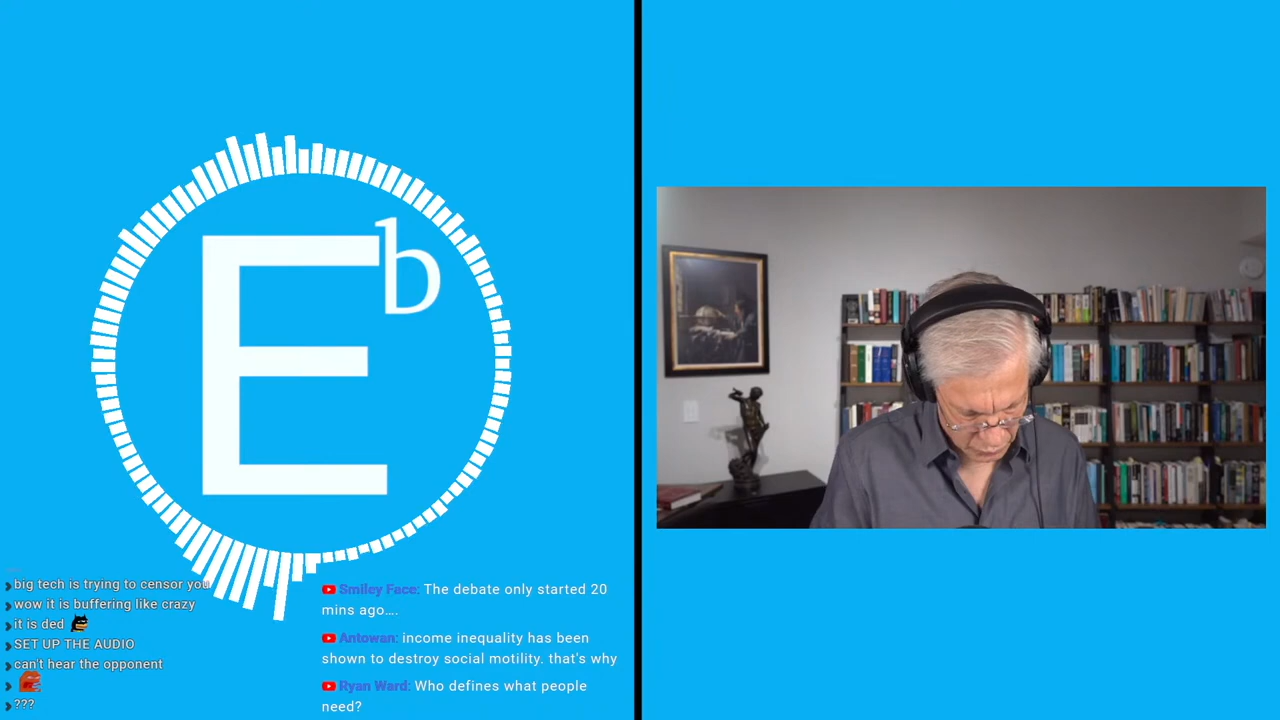 E
b
big tech is trying to censor you
wow it is buffering like crazy
it is ded
SET UP THE AUDIO
can't hear the opponent
???
Smiley Face: The debate only started 20
mins ago....
Antowan: income inequality has been
shown to destroy social motility. that's why
Ryan Ward: Who defines what people
need?